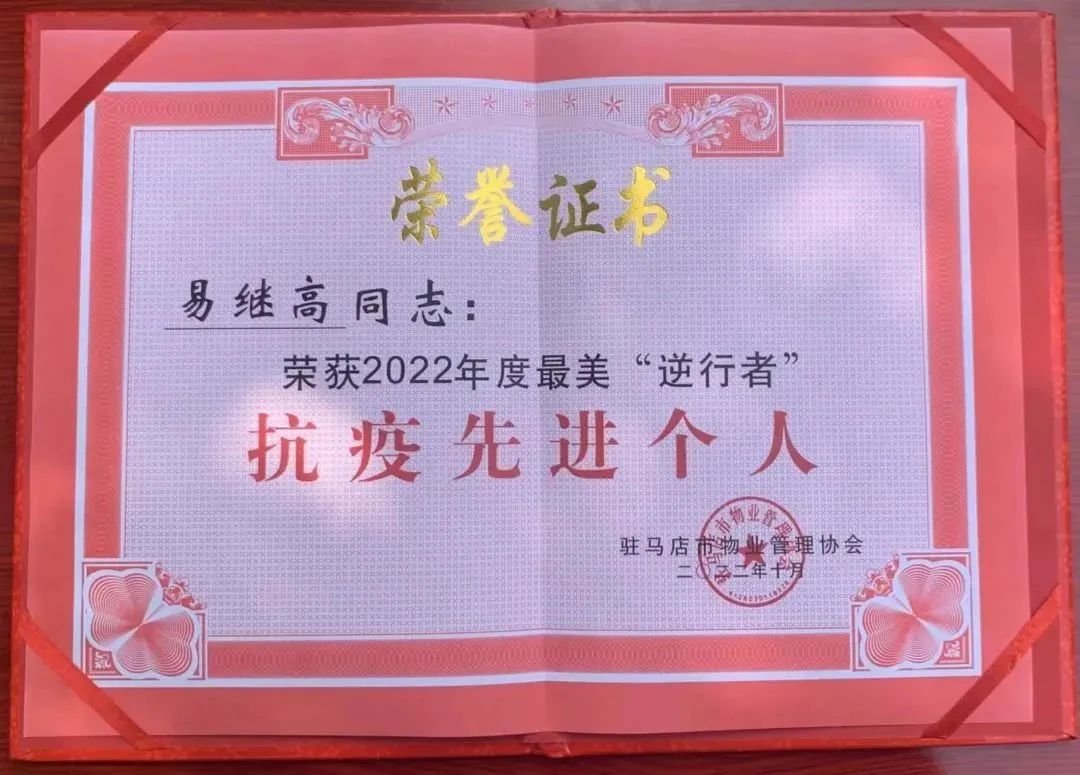 荣誉证书
易继高同志：
荣获2022年度最美“逆行者”
抗疫先进个人
驻马店市物业管理协会
二〇二二年十月